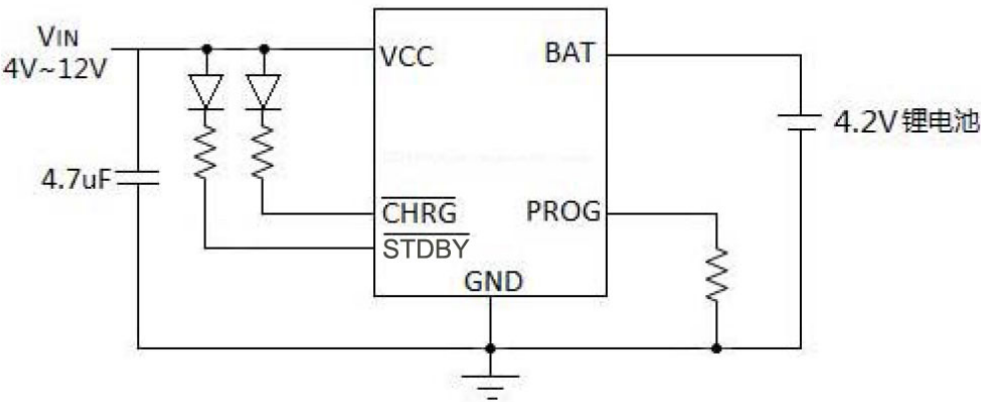 VIN
4V~12V
VCC
BAT
4.2V锂电池
4.7uF
CHRG
PROG
STDBY
GND